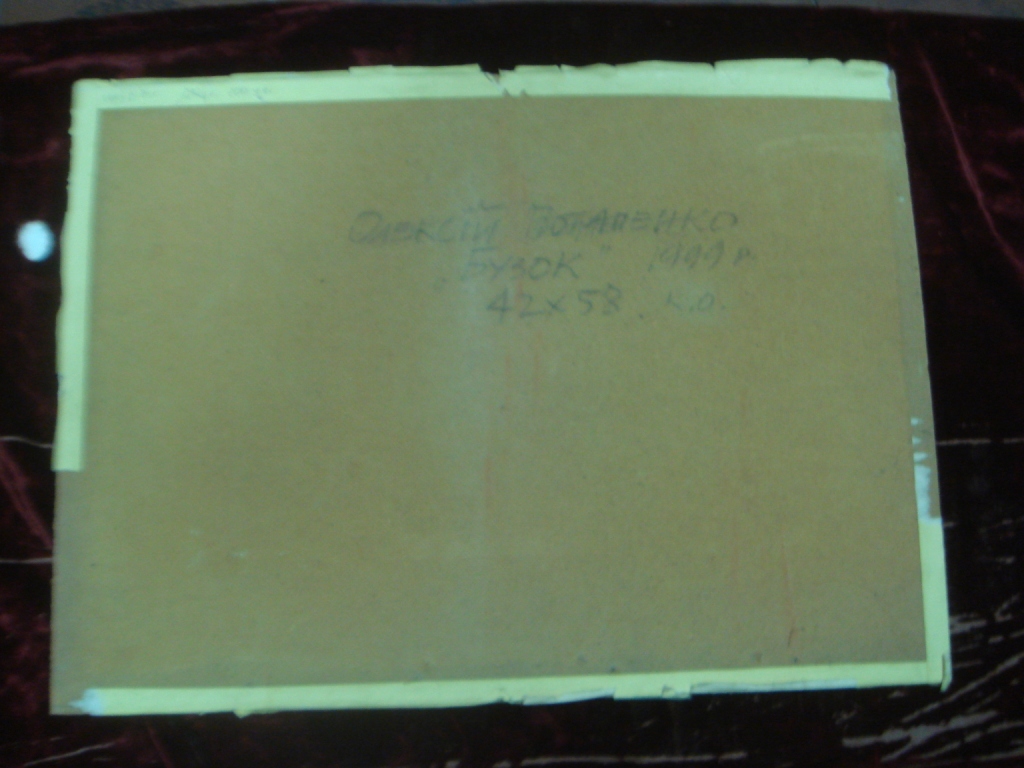 Олексій Потапенко
„Бузок" 1999 р.
42х58. к.о.